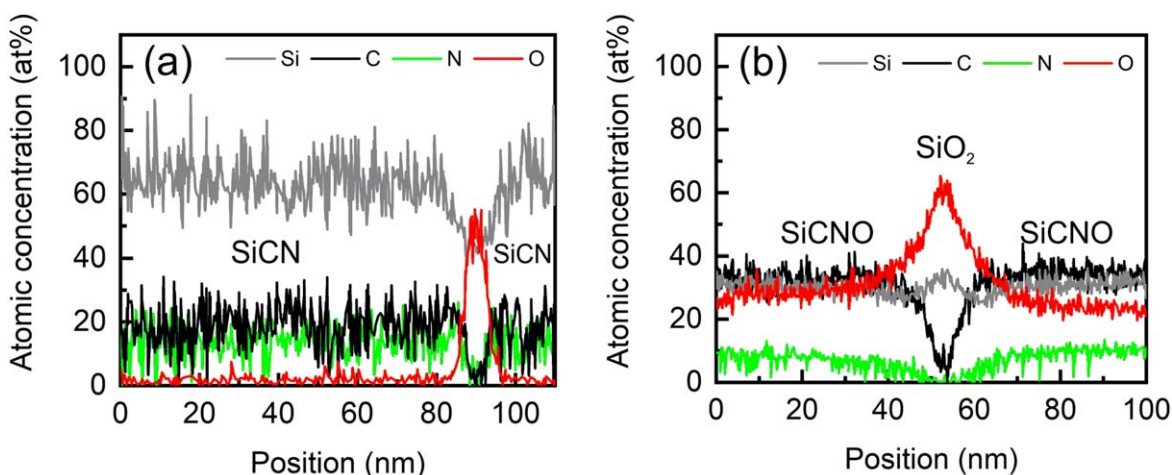 (a)
Si C N O
Atomic concentration (at%)
100
80
60
40
20
0
SiCN
SiCN
0 20 40 60 80 100
Position (nm)
(b)
Si C N O
Atomic concentration (at%)
100
80
60
40
20
0
SiO₂
SiCNO
SiCNO
0 20 40 60 80 100
Position (nm)